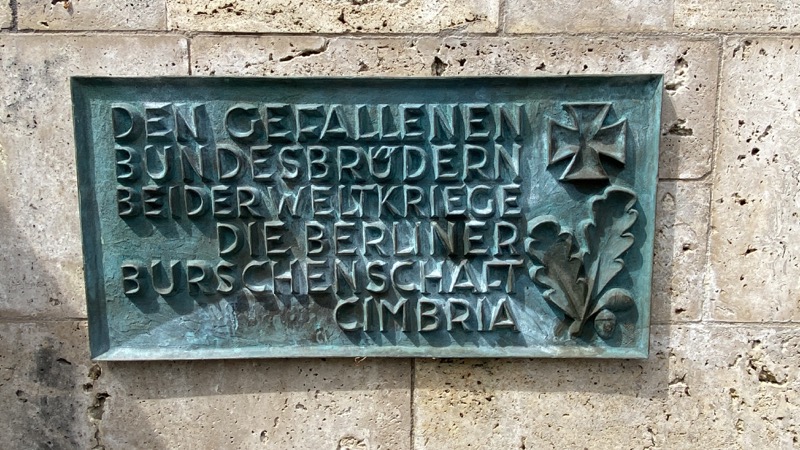 DEN GEFALLENEN
BUNDESBRÜDERN
BEIDER WELTKRIEGE
DIE BERLINER
BURSCHENSCHAFT
CIMBRIA